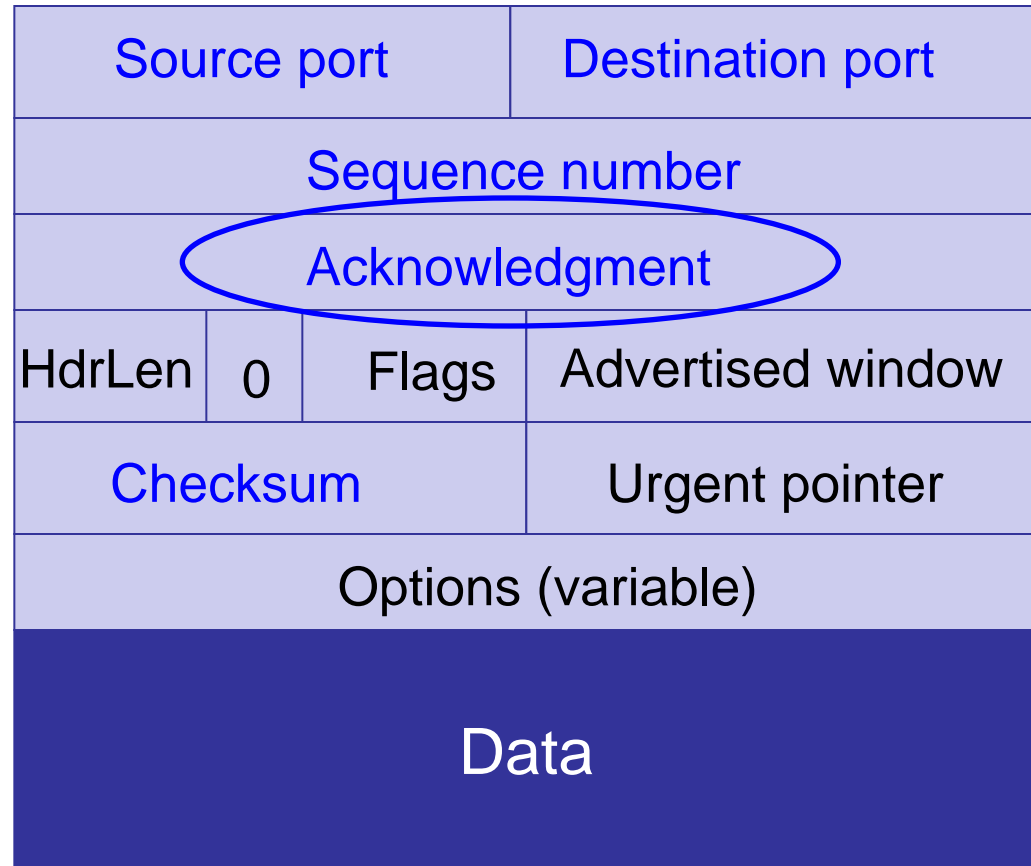 Source port Destination port
Sequence number
Acknowledgment
HdrLen 0 Flags Advertised window
Checksum Urgent pointer
Options (variable)
Data